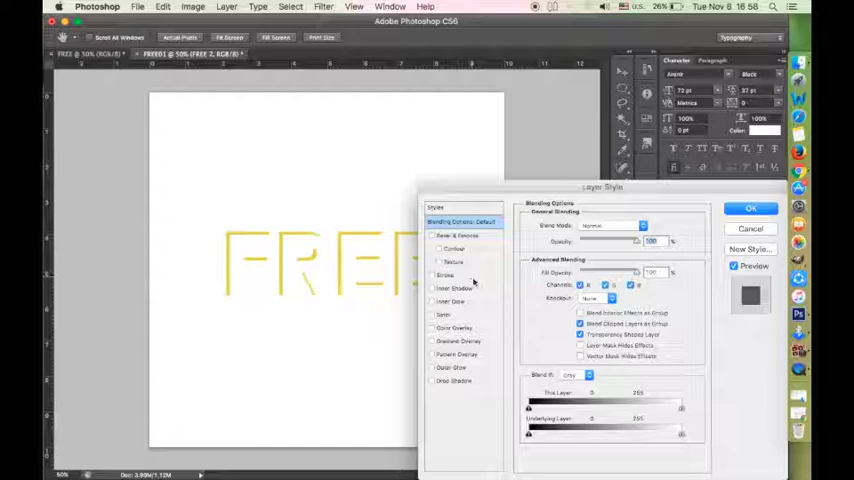 Photoshop File Edit Image Layer Type Select Filter View Window Help
U.S. 26% Tue Nov 8 16:58
Adobe Photoshop CS6
Scroll All Windows Actual Pixels Fit Screen Fill Screen Print Size Typography
FREE @ 50% (RGB/8) * FREE01 @ 50% (FREE 2, RGB/8) *
Character Paragraph
Black
72 pt 37 pt
Metrics 0
100% 100%
0 pt Color:
FREE
Layer Style
Styles
Blending Options: Default
Bevel & Emboss
Contour
Texture
Stroke
Inner Shadow
Inner Glow
Satin
Color Overlay
Gradient Overlay
Pattern Overlay
Outer Glow
Drop Shadow
Blending Options
General Blending
Blend Mode: Normal
Opacity: 100 %
Advanced Blending
Fill Opacity: 100 %
Channels: R G B
Knockout: None
Blend Interior Effects as Group
Blend Clipped Layers as Group
Transparency Shapes Layer
Layer Mask Hides Effects
Vector Mask Hides Effects
Blend If: Gray
This Layer: 0 255
Underlying Layer: 0 255
OK
Cancel
New Style...
Preview
50% Doc: 3.90M/1.12M